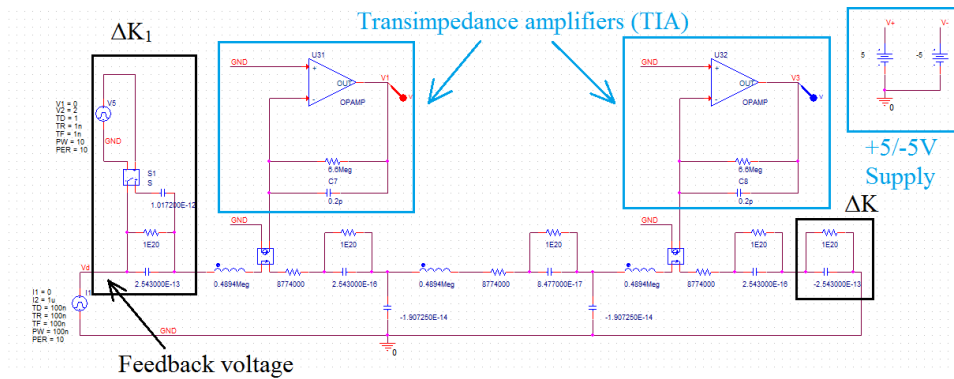 Transimpedance amplifiers (TIA)
ΔK1
V+
V-
5
-5
0
+5/-5V
Supply
U31
GND
+
OUT
-
OPAMP
V1
V
6.6Meg
C7
0.2p
U32
GND
+
OUT
-
OPAMP
V3
V
6.6Meg
C8
0.2p
V1 = 0
V2 = 2
TD = 1
TR = 1n
TF = 1n
PW = 10
PER = 10
V5
GND
S1
S
1.017200E-12
1E20
2.543000E-13
Vd
GND
0.4894Meg
8774000
1E20
2.543000E-16
-1.907250E-14
0.4894Meg
8774000
1E20
8.477000E-17
-1.907250E-14
GND
0.4894Meg
8774000
1E20
2.543000E-16
ΔK
1E20
-2.543000E-13
I1 = 0
I2 = 1u
TD = 100n
TR = 100n
TF = 100n
PW = 100n
PER = 10
GND
0
Feedback voltage